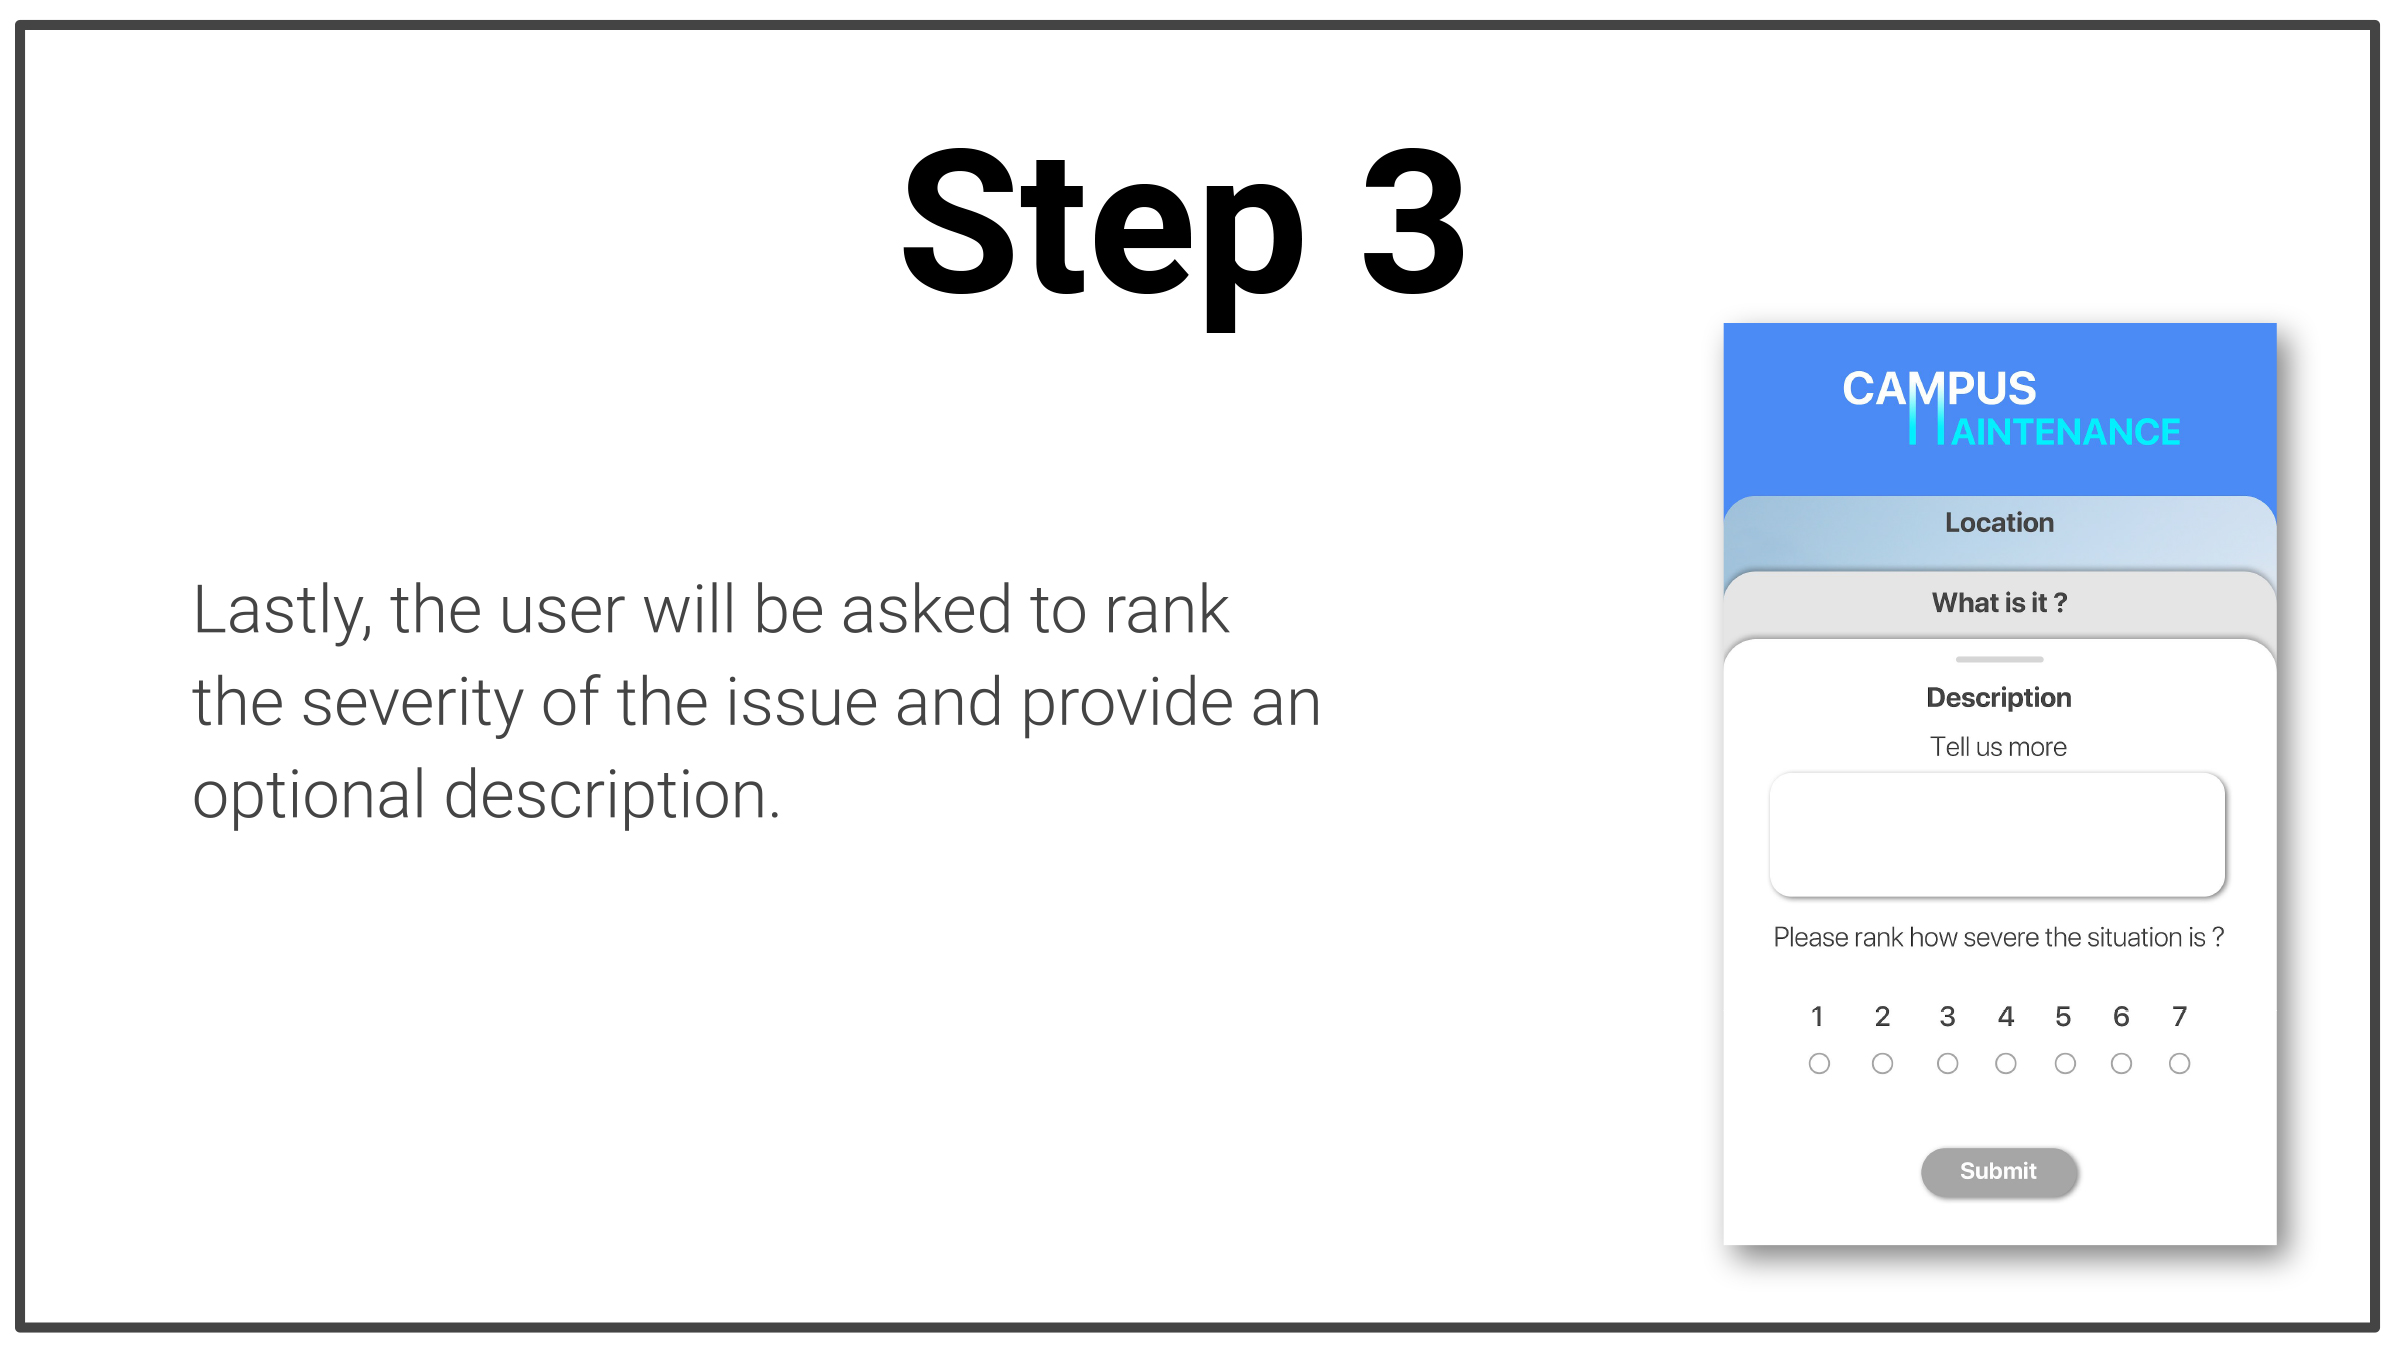 Step 3
Lastly, the user will be asked to rank
the severity of the issue and provide an
optional description.
CAMPUS
MAINTENANCE
Location
What is it ?
Description
Tell us more
Please rank how severe the situation is ?
1 2 3 4 5 6 7
Submit